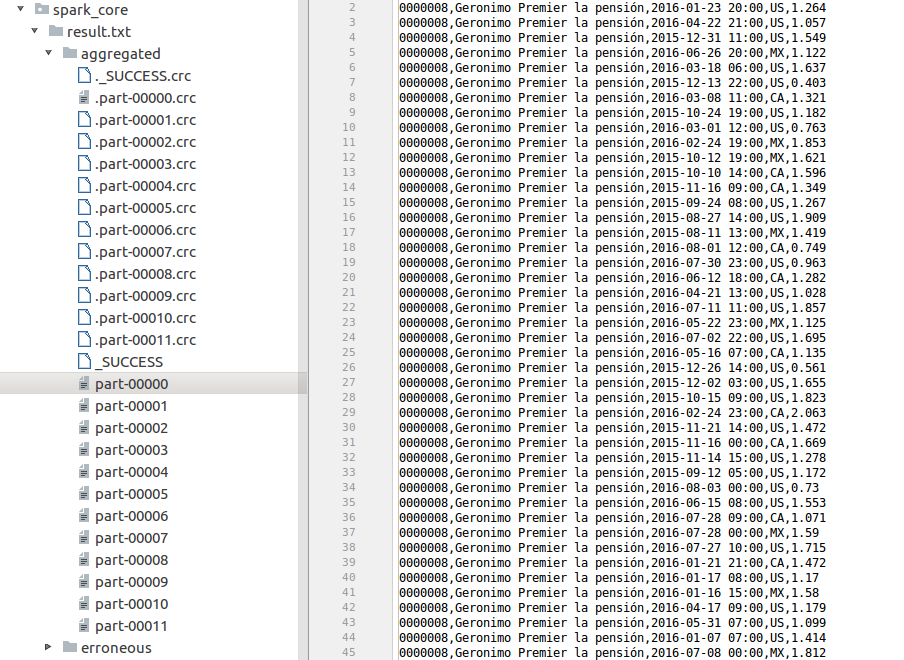 spark_core
result.txt
aggregated
._SUCCESS.crc
.part-00000.crc
.part-00001.crc
.part-00002.crc
.part-00003.crc
.part-00004.crc
.part-00005.crc
.part-00006.crc
.part-00007.crc
.part-00008.crc
.part-00009.crc
.part-00010.crc
.part-00011.crc
_SUCCESS
part-00000
part-00001
part-00002
part-00003
part-00004
part-00005
part-00006
part-00007
part-00008
part-00009
part-00010
part-00011
erroneous
2 0000008,Geronimo Premier la pensión,2016-01-23 20:00,US,1.264
3 0000008,Geronimo Premier la pensión,2016-04-22 21:00,US,1.057
4 0000008,Geronimo Premier la pensión,2015-12-31 11:00,US,1.549
5 0000008,Geronimo Premier la pensión,2016-06-26 20:00,MX,1.122
6 0000008,Geronimo Premier la pensión,2016-03-18 06:00,US,1.637
7 0000008,Geronimo Premier la pensión,2015-12-13 22:00,US,0.403
8 0000008,Geronimo Premier la pensión,2016-03-08 11:00,CA,1.321
9 0000008,Geronimo Premier la pensión,2015-10-24 19:00,US,1.182
10 0000008,Geronimo Premier la pensión,2016-03-01 12:00,US,0.763
11 0000008,Geronimo Premier la pensión,2016-02-24 19:00,MX,1.853
12 0000008,Geronimo Premier la pensión,2015-10-12 19:00,MX,1.621
13 0000008,Geronimo Premier la pensión,2015-10-10 14:00,CA,1.596
14 0000008,Geronimo Premier la pensión,2015-11-16 09:00,CA,1.349
15 0000008,Geronimo Premier la pensión,2015-09-24 08:00,US,1.267
16 0000008,Geronimo Premier la pensión,2015-08-27 14:00,US,1.909
17 0000008,Geronimo Premier la pensión,2015-08-11 13:00,MX,1.419
18 0000008,Geronimo Premier la pensión,2016-08-01 12:00,CA,0.749
19 0000008,Geronimo Premier la pensión,2016-07-30 23:00,US,0.963
20 0000008,Geronimo Premier la pensión,2016-06-12 18:00,CA,1.282
21 0000008,Geronimo Premier la pensión,2016-04-21 13:00,US,1.028
22 0000008,Geronimo Premier la pensión,2016-07-11 11:00,US,1.857
23 0000008,Geronimo Premier la pensión,2016-05-22 23:00,MX,1.125
24 0000008,Geronimo Premier la pensión,2016-07-02 22:00,US,1.695
25 0000008,Geronimo Premier la pensión,2016-05-16 07:00,CA,1.135
26 0000008,Geronimo Premier la pensión,2015-12-26 14:00,US,0.561
27 0000008,Geronimo Premier la pensión,2015-12-02 03:00,US,1.655
28 0000008,Geronimo Premier la pensión,2015-10-15 09:00,US,1.823
29 0000008,Geronimo Premier la pensión,2016-02-24 23:00,CA,2.063
30 0000008,Geronimo Premier la pensión,2015-11-21 14:00,US,1.472
31 0000008,Geronimo Premier la pensión,2015-11-16 00:00,CA,1.669
32 0000008,Geronimo Premier la pensión,2015-11-14 15:00,US,1.278
33 0000008,Geronimo Premier la pensión,2015-09-12 05:00,US,1.172
34 0000008,Geronimo Premier la pensión,2016-08-03 00:00,US,0.73
35 0000008,Geronimo Premier la pensión,2016-06-15 08:00,US,1.553
36 0000008,Geronimo Premier la pensión,2016-07-28 09:00,CA,1.071
37 0000008,Geronimo Premier la pensión,2016-07-28 00:00,MX,1.59
38 0000008,Geronimo Premier la pensión,2016-07-27 10:00,US,1.715
39 0000008,Geronimo Premier la pensión,2016-01-21 21:00,CA,1.472
40 0000008,Geronimo Premier la pensión,2016-01-17 08:00,US,1.17
41 0000008,Geronimo Premier la pensión,2016-01-16 15:00,MX,1.58
42 0000008,Geronimo Premier la pensión,2016-04-17 09:00,US,1.179
43 0000008,Geronimo Premier la pensión,2016-05-31 07:00,US,1.099
44 0000008,Geronimo Premier la pensión,2016-01-07 07:00,US,1.414
45 0000008,Geronimo Premier la pensión,2016-07-08 00:00,MX,1.812